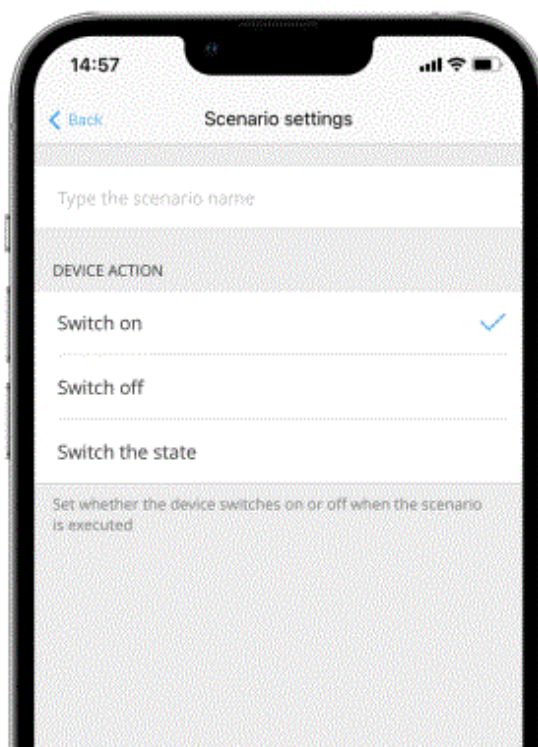 14:57
Back
Scenario settings
Type the scenario name
DEVICE ACTION
Switch on
Switch off
Switch the state
Set whether the device switches on or off when the scenario
is executed